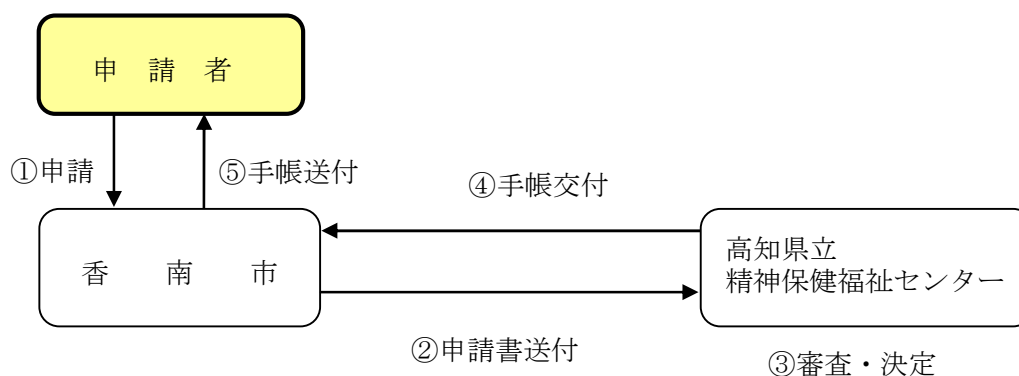 申 請 者
①申請
⑤手帳送付
④手帳交付
香 南 市
高知県立
精神保健福祉センター
②申請書送付
③審査・決定